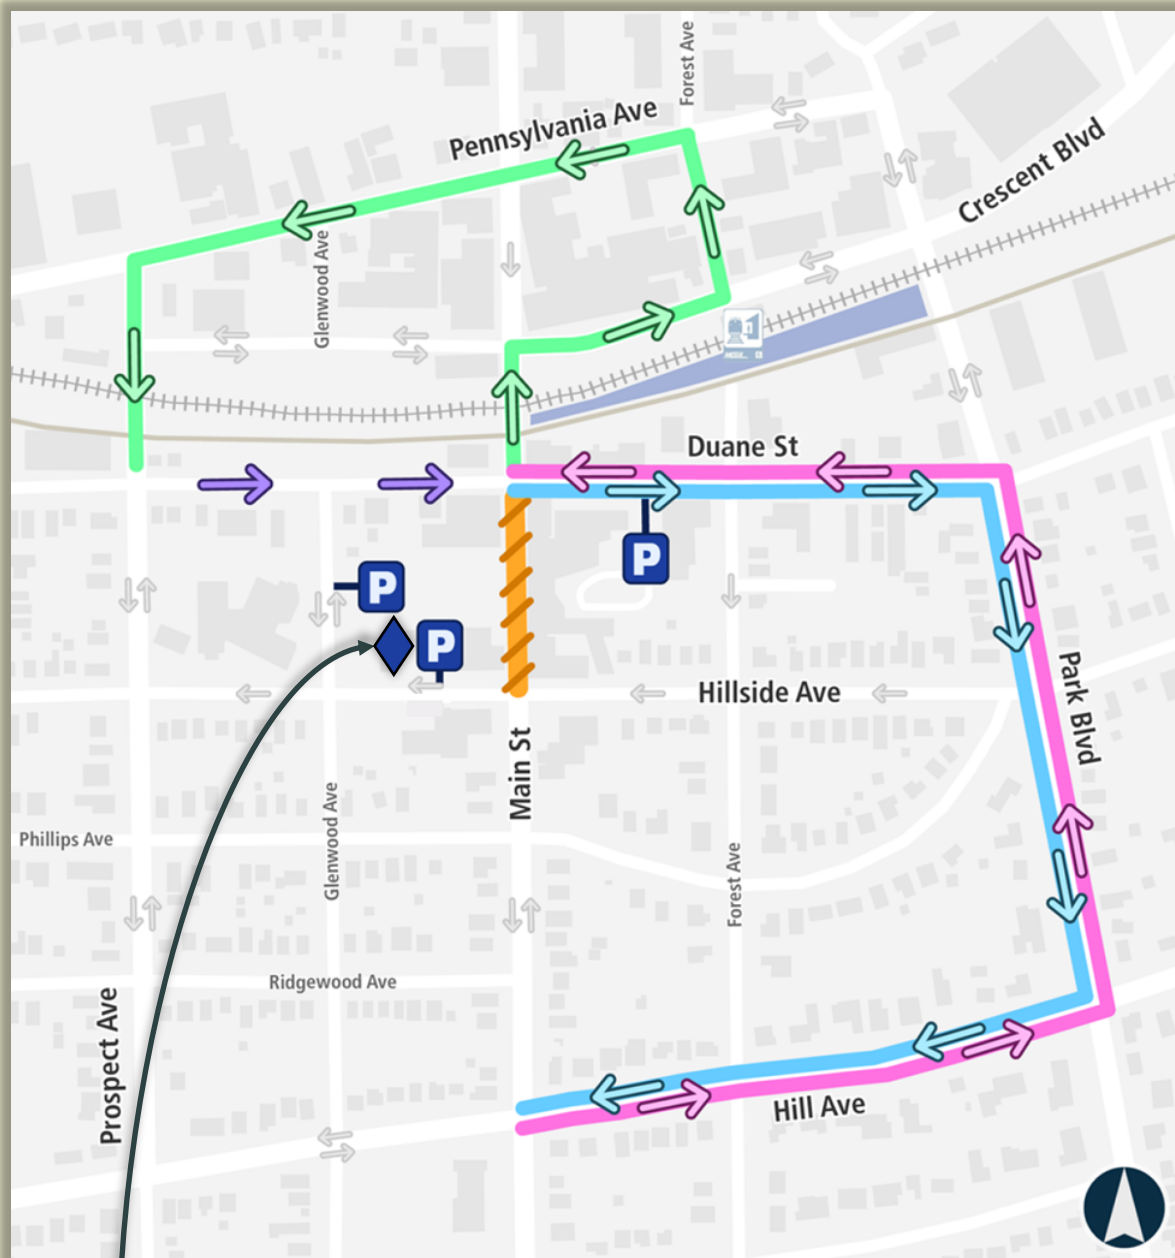 Forest Ave
Pennsylvania Ave
Crescent Blvd
Glenwood Ave
Duane St
P
P
P
Hillside Ave
Park Blvd
Main St
Phillips Ave
Glenwood Ave
Forest Ave
Ridgewood Ave
Prospect Ave
Hill Ave